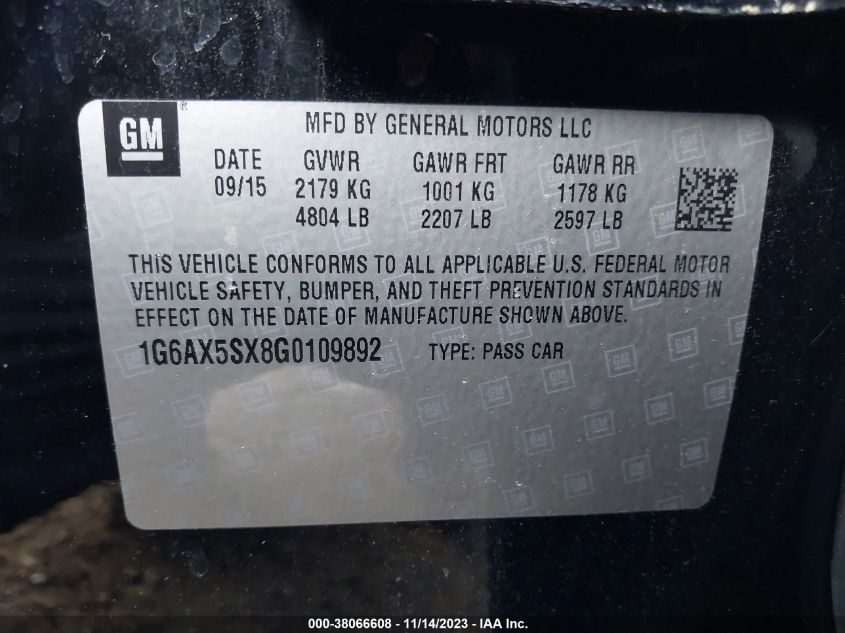 GM ®
MFD BY GENERAL MOTORS LLC
DATE GVWR GAWR FRT GAWR RR
09/15 2179 KG 1001 KG 1178 KG
4804 LB 2207 LB 2597 LB
THIS VEHICLE CONFORMS TO ALL APPLICABLE U.S. FEDERAL MOTOR
VEHICLE SAFETY, BUMPER, AND THEFT PREVENTION STANDARDS IN
EFFECT ON THE DATE OF MANUFACTURE SHOWN ABOVE.
1G6AX5SX8G0109892 TYPE: PASS CAR
000-38066608 - 11/14/2023 - IAA Inc.